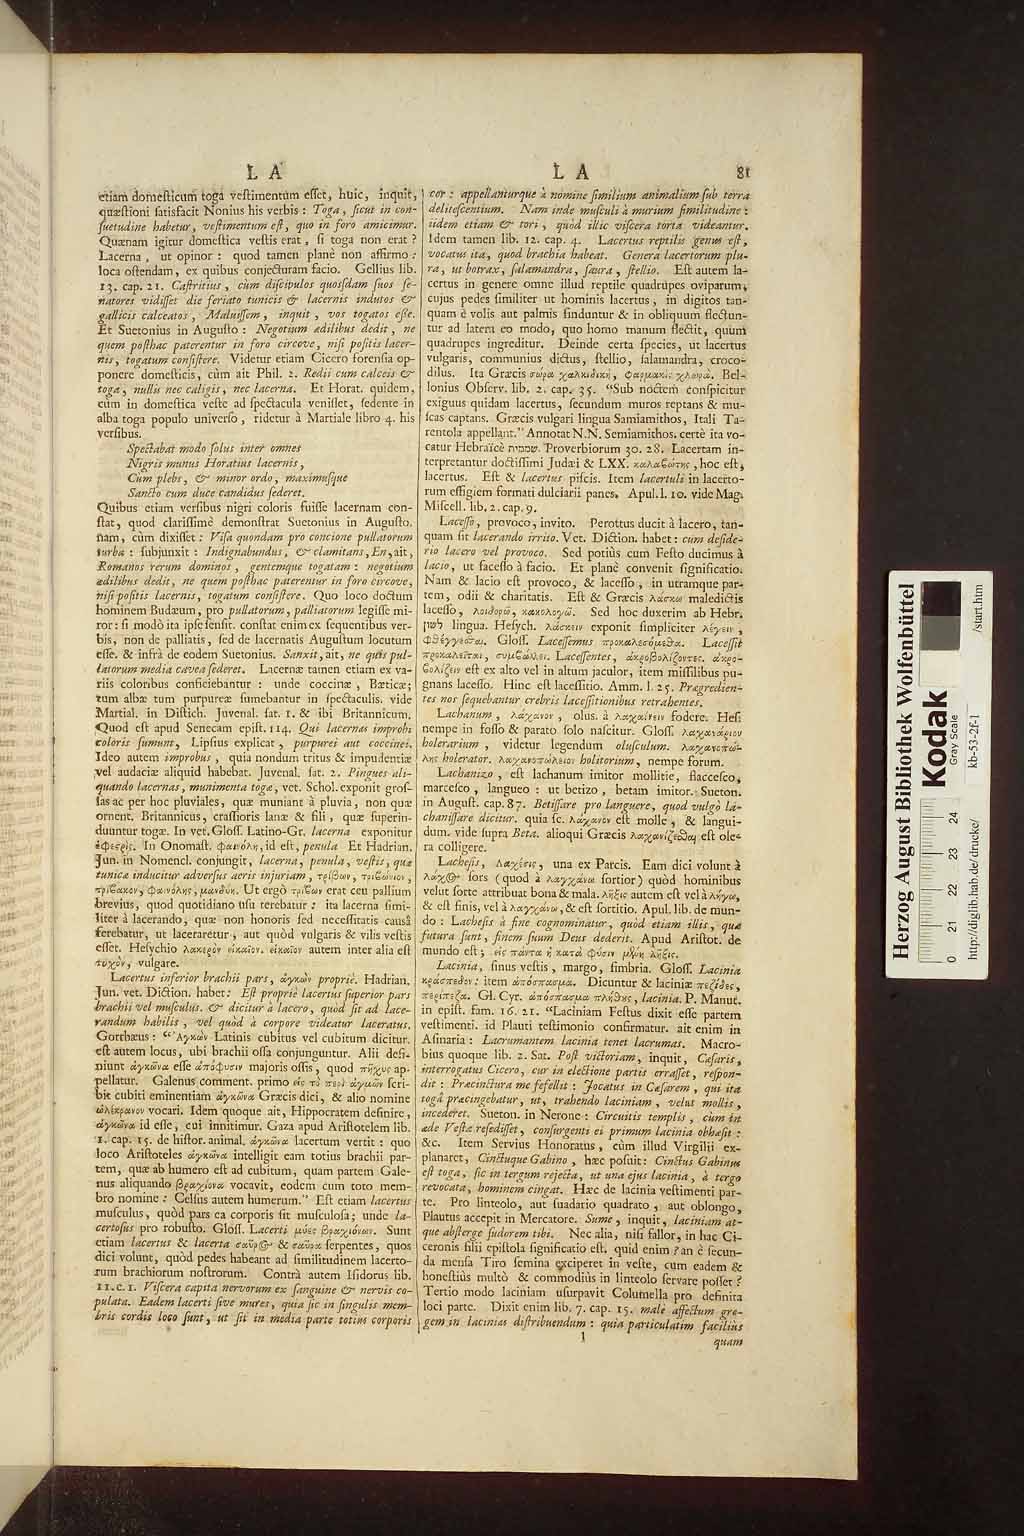 L A
L A
81
etiam domesticum toga vestimentum esset, huic, inquit,
quæstioni satisfacit Nonius his verbis : Toga, sicut in con-
suetudine habetur, vestimentum est, quo in foro amicimur.
Quænam igitur domestica vestis erat, si toga non erat ?
Lacerna, ut opinor : quod tamen planè non affirmo :
loca ostendam, ex quibus conjecturam facio. Gellius lib.
13. cap. 21. Castritius, cùm discipulos quosdam suos se-
natores vidisset die feriato tunicis & lacernis indutos &
gallicis calceatos, Maluissem, inquit, vos togatos esse.
Et Suetonius in Augusto : Negotium ædilibus dedit, ne
quem posthac paterentur in foro circove, nisi positis lacer-
nis, togatum consistere. Videtur etiam Cicero forensia op-
ponere domesticis, cùm ait Phil. 2. Redii cum calceis &
toga, nullis nec caligis, nec lacerna. Et Horat. quidem,
cùm in domestica veste ad spectacula venisset, sedente in
alba toga populo universo, ridetur à Martiale libro 4. his
versibus.
Spectabat modo solus inter omnes
Nigris munus Horatius lacernis,
Cum plebs, & minor ordo, maximusque
Sancto cum duce candidus sederet.
Quibus etiam versibus nigri coloris fuisse lacernam con-
stat, quod clarissimè demonstrat Suetonius in Augusto.
nam, cùm dixisset : Visa quondam pro concione pullatorum
turba : subjunxit : Indignabundus, & clamitans, En, ait,
Romanos rerum dominos, gentemque togatam : negotium
ædilibus dedit, ne quem posthac paterentur in foro circove,
nisi positis lacernis, togatum consistere. Quo loco doctum
hominem Budæum, pro pullatorum, palliatorum legisse mi-
ror : si modò ita ipse sensit. constat enim ex sequentibus ver-
bis, non de palliatis, sed de lacernatis Augustum locutum
esse. & infrà de eodem Suetonius. Sanxit, ait, ne quis pul-
latorum media cavea sederet. Lacernæ tamen etiam ex va-
riis coloribus conficiebantur : unde coccinæ, Bæticæ;
tum albæ tum purpureæ sumebantur in spectaculis. vide
Martial. in Distich. Juvenal. sat. 1. & ibi Britannicum.
Quod est apud Senecam epist. 114. Qui lacernas improbi
coloris sumunt, Lipsius explicat, purpurei aut coccinei.
Ideo autem improbus, quia nondum tritus & impudentiæ
vel audaciæ aliquid habebat. Juvenal. sat. 2. Pingues ali-
quando lacernas, munimenta togæ, vet. Schol. exponit gros-
sas ac per hoc pluviales, quæ muniant à pluvia, non quæ
ornent. Britannicus, crassioris lanæ & fili, quæ superin-
duuntur togæ. In vet. Gloss. Latino-Gr. lacerna exponitur
ἐφεςρίς. In Onomast. φαινόλη, id est, penula Et Hadrian.
Jun. in Nomencl. conjungit, lacerna, penula, vestis, quæ
tunicæ inducitur adversus aeris injuriam, τρίβων, τριβώνιον,
φαινόλης, μανδύη. Ut ergò τρίβων erat ceu pallium
brevius, quod quotidiano usu terebatur : ita lacerna simi-
liter à lacerando, quæ non honoris sed necessitatis causâ
ferebatur, ut laceraretur, aut quòd vulgaris & vilis vestis
esset. Hesychio λακερὸν εἰκαῖον. εἰκαῖον autem inter alia est
τυχὸν, vulgare.
Lacertus inferior brachii pars, ἀγκὼν propriè. Hadrian.
Jun. vet. Diction. habet : Est propriè lacertus superior pars
brachii vel musculus. & dicitur à lacero, quòd sit ad lace-
randum habilis, vel quòd à corpore videatur laceratus.
Gorrhæus : “Ἀγκὼν Latinis cubitus vel cubitum dicitur.
est autem locus, ubi brachii ossa conjunguntur. Alii defi-
niunt ἀγκῶνα esse ἀπόφυσιν majoris ossis, quod πῆχυς ap-
pellatur. Galenus comment. primo εἰς τὸ περὶ ἀγμῶν scri-
bit cubiti eminentiam ἀγκῶνα Græcis dici, & alio nomine
ὠλέκρανον vocari. Idem quoque ait, Hippocratem definire,
ἀγκῶνα id esse, cui innitimur. Gaza apud Aristotelem lib.
1. cap. 15. de histor. animal. ἀγκῶνα lacertum vertit : quo
loco Aristoteles ἀγκῶνα intelligit eam totius brachii par-
tem, quæ ab humero est ad cubitum, quam partem Gale-
nus aliquando βραχίονα vocavit, eodem cum toto mem-
bro nomine : Celsus autem humerum.” Est etiam lacertus
musculus, quòd pars ea corporis sit musculosa; unde la-
certosus pro robusto. Gloss. Lacerti μύες βραχιόνων. Sunt
etiam lacertus & lacerta σαῦρος & σαῦρα serpentes, quos
dici volunt, quòd pedes habeant ad similitudinem lacerto-
rum brachiorum nostrorum. Contrà autem Isidorus lib.
11. c. 1. Viscera capita nervorum ex sanguine & nervis co-
pulata. Eadem lacerti sive mures, quia sic in singulis mem-
bris cordis loco sunt, ut sit in media parte totius corporis
cor : appellanturque à nomine similium animalium sub terra
delitescentium. Nam inde musculi à murium similitudine :
iidem etiam & tori, quòd illic viscera torta videantur.
Idem tamen lib. 12. cap. 4. Lacertus reptilis genus est,
vocatus ita, quod brachia habeat. Genera lacertorum plu-
ra, ut botrax, salamandra, saura, stellio. Est autem la-
certus in genere omne illud reptile quadrupes oviparum,
cujus pedes similiter ut hominis lacertus, in digitos tan-
quam è volis aut palmis finduntur & in obliquum flectun-
tur ad latera eo modo, quo homo manum flectit, quùm
quadrupes ingreditur. Deinde certa species, ut lacertus
vulgaris, communius dictus, stellio, salamandra, croco-
dilus. Ita Græcis σαύρα χαλκιδικὴ, Bel-
lonius Observ. lib. 2. cap. 35. “Sub noctem conspicitur
exiguus quidam lacertus, secundum muros reptans & mu-
scas captans. Græcis vulgari lingua Samiamithos, Itali Ta-
rentola appellant.” Annotat N.N. Semiamithos. certè ita vo-
catur Hebraïcè שממית. Proverbiorum 30. 28. Lacertam in-
terpretantur doctissimi Judæi & LXX. καλαβώτης, hoc est,
lacertus. Est & lacertus piscis. Item lacertuli in lacerto-
rum effigiem formati dulciarii panes. Apul. l. 10. vide Mag.
Miscell. lib. 2. cap. 9.
Lacesso, provoco, invito. Perottus ducit à lacero, tan-
quam sit lacerando irrito. Vet. Diction. habet : cum deside-
rio lacero vel provoco. Sed potiùs cum Festo ducimus à
lacio, ut facesso à facio. Et planè convenit significatio.
Nam & lacio est provoco, & lacesso, in utramque par-
tem, odii & charitatis. Est & Græcis λάσκω maledictis
lacesso, λοιδορῶ, κακολογῶ. Sed hoc duxerim ab Hebr.
לשן lingua. Hesych. λάσκειν exponit simpliciter λέγειν,
φθέγγεσθαι. Gloss. Lacessemus προκαλεσόμεθα. Lacessit
προκαλεῖται, συμβάλλει. Lacessentes, ἀκροβολίζοντες. ἀκρο-
βολίζειν est ex alto vel in altum jaculor, item missilibus pu-
gnans lacesso. Hinc est lacessitio. Amm. l. 25. Prægredien-
tes nos sequebantur crebris lacessitionibus retrahentes.
Lachanum, λάχανον, olus. à λαχαίνειν fodere. Hesi
nempe in fosso & parato solo nascitur. Gloss. λαχανάριον
holerarium, videtur legendum olusculum. λαχανοπώ-
λης holerator. λαχανοπωλεῖον holitorium, nempe forum.
Lachanizo, est lachanum imitor mollitie, flaccesco,
marcesco, langueo : ut betizo, betam imitor. Sueton.
in August. cap. 87. Betissare pro languere, quod vulgò la-
chanissare dicitur. quia sc. λάχανον est molle, & langui-
dum. vide supra Beta. alioqui Græcis λαχανίζεσθαι est ole-
ra colligere.
Lachesis, Λαχέσις, una ex Parcis. Eam dici volunt à
λάχος sors (quod à λαγχάνω sortior) quòd hominibus
velut sorte attribuat bona & mala. λῆξις autem est vel à λήγω,
& est finis, vel à λαγχάνω, & est sortitio. Apul. lib. de mun-
do : Lachesis à fine cognominatur, quòd etiam illis, quæ
futura sunt, finem suum Deus dederit. Apud Aristot. de
mundo est; εἰς πάντα ἡ κατὰ φύσιν μένει λῆξις.
Lacinia, sinus vestis, margo, fimbria. Gloss. Lacinia
κράσπεδον : item ἀπόσπασμα. Dicuntur & laciniæ πεζίδες,
περίπεζα. Gl. Cyr. ἀπόσπασμα πλήθης, lacinia. P. Manut.
in epist. fam. 16. 21. “Laciniam Festus dixit esse partem
vestimenti. id Plauti testimonio confirmatur. ait enim in
Asinaria : Lacrumantem lacinia tenet lacrumas. Macro-
bius quoque lib. 2. Sat. Post victoriam, inquit, Cæsaris,
interrogatus Cicero, cur in electione partis errasset, respon-
dit : Præcinctura me fefellit : Jocatus in Cæsarem, qui ita
togâ præcingebatur, ut, trahendo laciniam, velut mollis,
incederet. Sueton. in Nerone : Circuitis templis, cùm in
æde Vestæ resedisset, consurgenti ei primum lacinia obhæsit :
&c. Item Servius Honoratus, cùm illud Virgilii ex-
planaret, Cinctuque Gabino, hæc posuit : Cinctus Gabinus
est toga, sic in tergum rejecta, ut una ejus lacinia, à tergo
revocata, hominem cingat. Hæc de lacinia vestimenti par-
te. Pro linteolo, aut sudario quadrato, aut oblongo,
Plautus accepit in Mercatore. Sume, inquit, laciniam at-
que absterge sudorem tibi. Nec alia, nisi fallor, in hac Ci-
ceronis filii epistola significatio est. quid enim ? an è secun-
da mensa Tiro semina exciperet in veste, cum eadem &
honestiùs multò & commodiùs in linteolo servare posset ?
Tertio modo laciniam usurpavit Columella pro definita
loci parte. Dixit enim lib. 7. cap. 15. male affectum gre-
gem in lacinias distribuendum : quia particulatim faciliùs
l
quam
Herzog August Bibliothek Wolfenbüttel
Kodak
Gray Scale
0 21 22 23 24
http://diglib.hab.de/drucke/
kb-53-2f-1
/start.htm